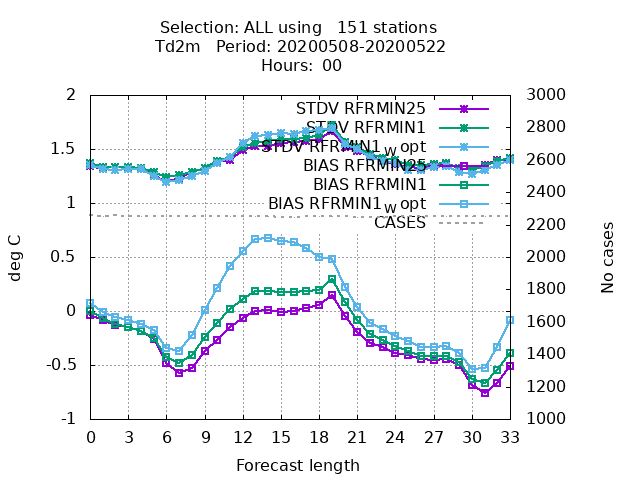 Selection: ALL using   151 stations
Td2m   Period: 20200508-20200522
Hours: 00
STDV RFRMIN25
STDV RFRMIN1
STDV RFRMIN1_w opt
BIAS RFRMIN25
BIAS RFRMIN1
BIAS RFRMIN1_w opt
CASES
2
1.5
1
0.5
0
-0.5
-1
deg C
3000
2800
2600
2400
2200
2000
1800
1600
1400
1200
1000
No cases
0 3 6 9 12 15 18 21 24 27 30 33
Forecast length